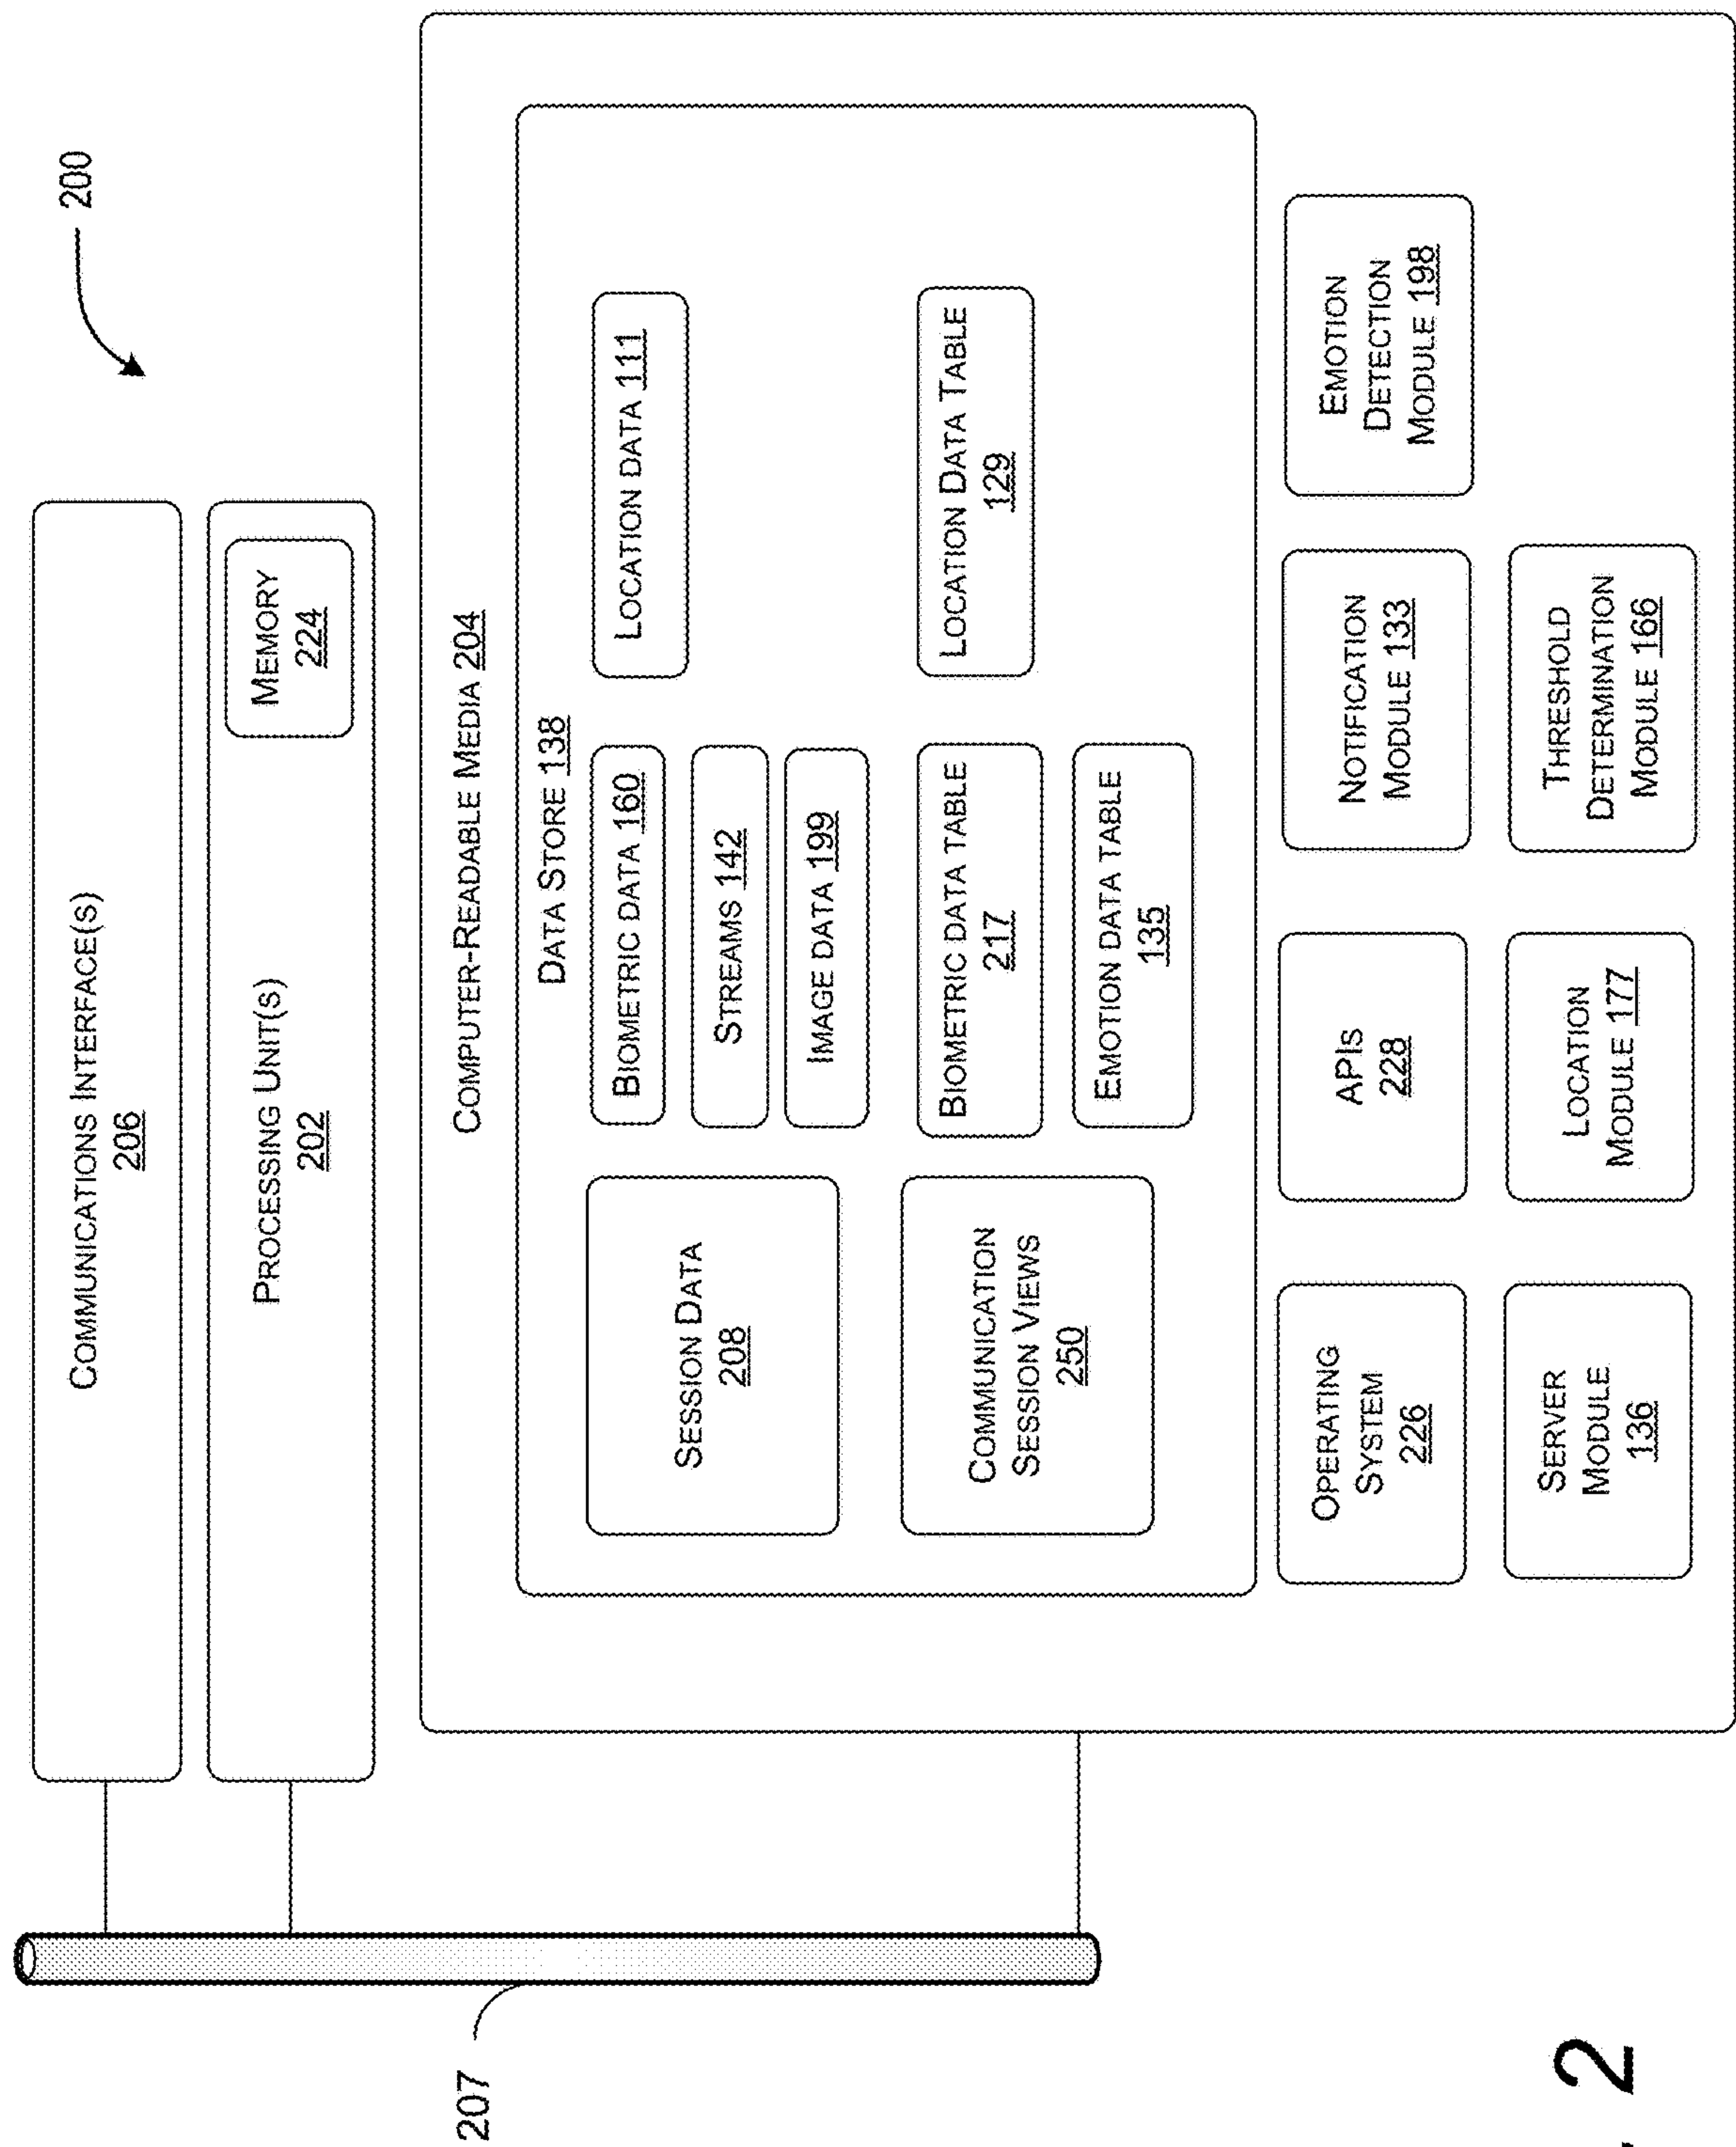 200
COMMUNICATIONS INTERFACE(S)
206
PROCESSING UNIT(S)
202
MEMORY
224
207
COMPUTER-READABLE MEDIA 204
DATA STORE 138
SESSION DATA
208
BIOMETRIC DATA 160
STREAMS 142
IMAGE DATA 199
LOCATION DATA 111
COMMUNICATION
SESSION VIEWS
250
BIOMETRIC DATA TABLE
217
EMOTION DATA TABLE
135
LOCATION DATA TABLE
129
OPERATING
SYSTEM
226
APIS
228
NOTIFICATION
MODULE 133
EMOTION
DETECTION
MODULE 198
SERVER
MODULE
136
LOCATION
MODULE 177
THRESHOLD
DETERMINATION
MODULE 166
2